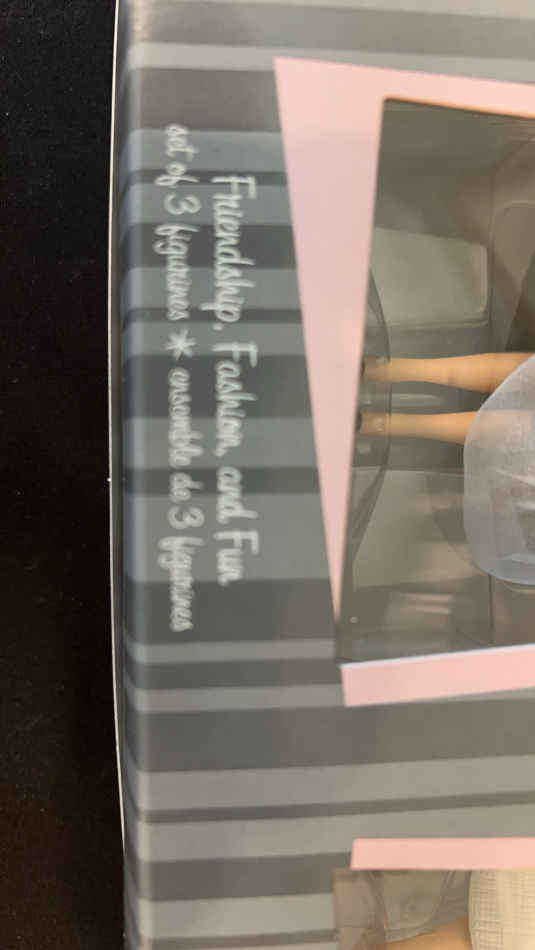 Friendship, Fashion, and Fun
set of 3 figurines * ensemble de 3 figurines